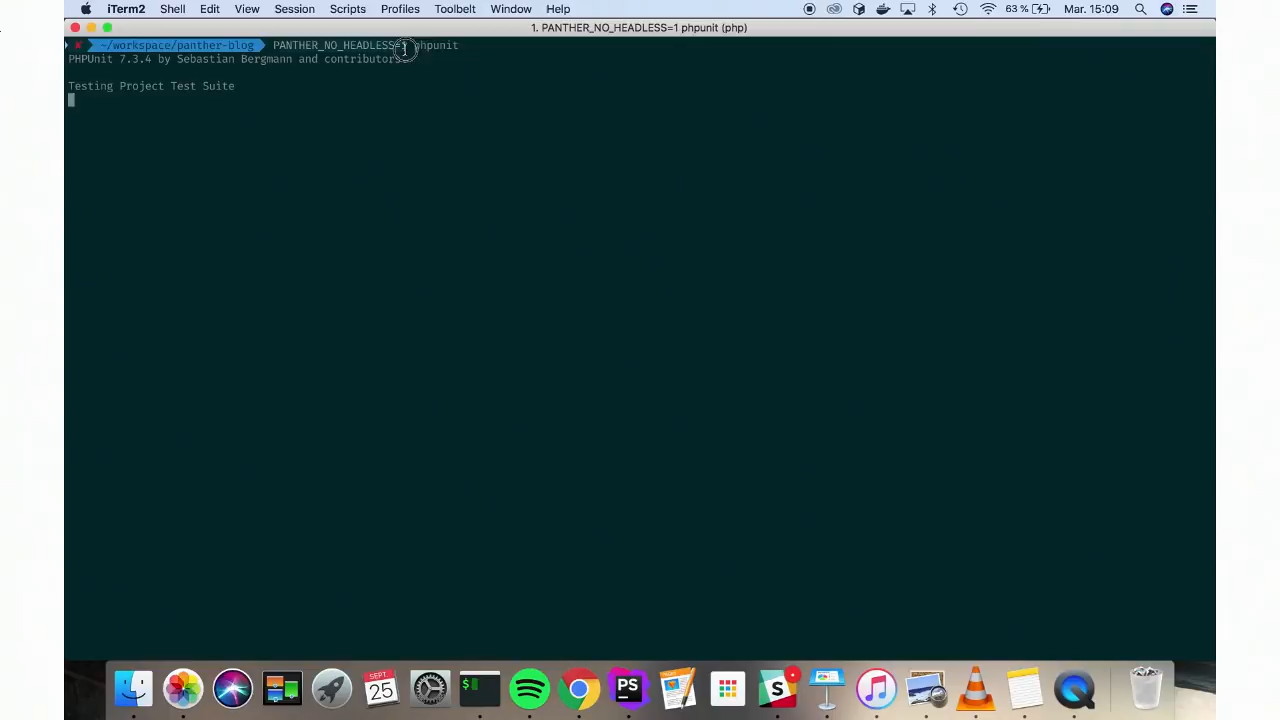 iTerm2 Shell Edit View Session Scripts Profiles Toolbelt Window Help 63 % Mar. 15:09
1. PANTHER_NO_HEADLESS=1 phpunit (php)
✘ ~/workspace/panther-blog PANTHER_NO_HEADLESS=1 phpunit
PHPUnit 7.3.4 by Sebastian Bergmann and contributors.
Testing Project Test Suite
SEPT.
25
$
PS
S